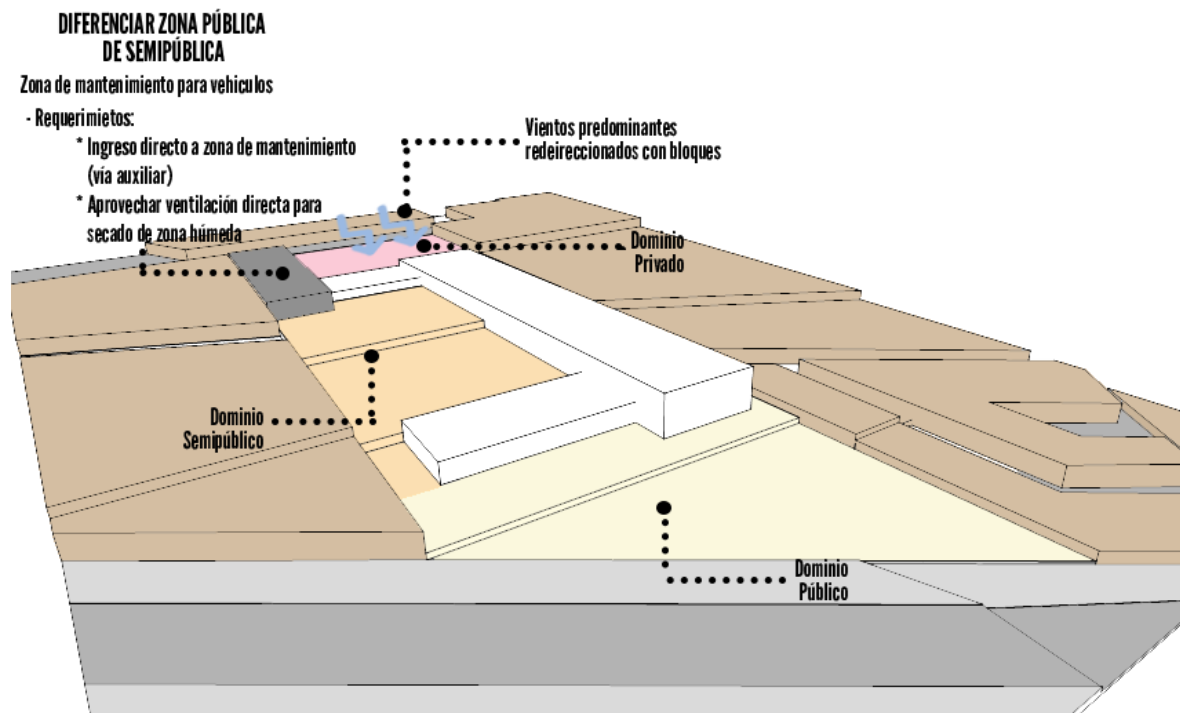 DIFERENCIAR ZONA PÚBLICA
DE SEMIPÚBLICA
Zona de mantenimiento para vehiculos
- Requerimietos:
* Ingreso directo a zona de mantenimiento
(vía auxiliar)
* Aprovechar ventilación directa para
secado de zona húmeda
Vientos predominantes
redeireccionados con bloques
Dominio
Privado
Dominio
Semipúblico
Dominio
Público